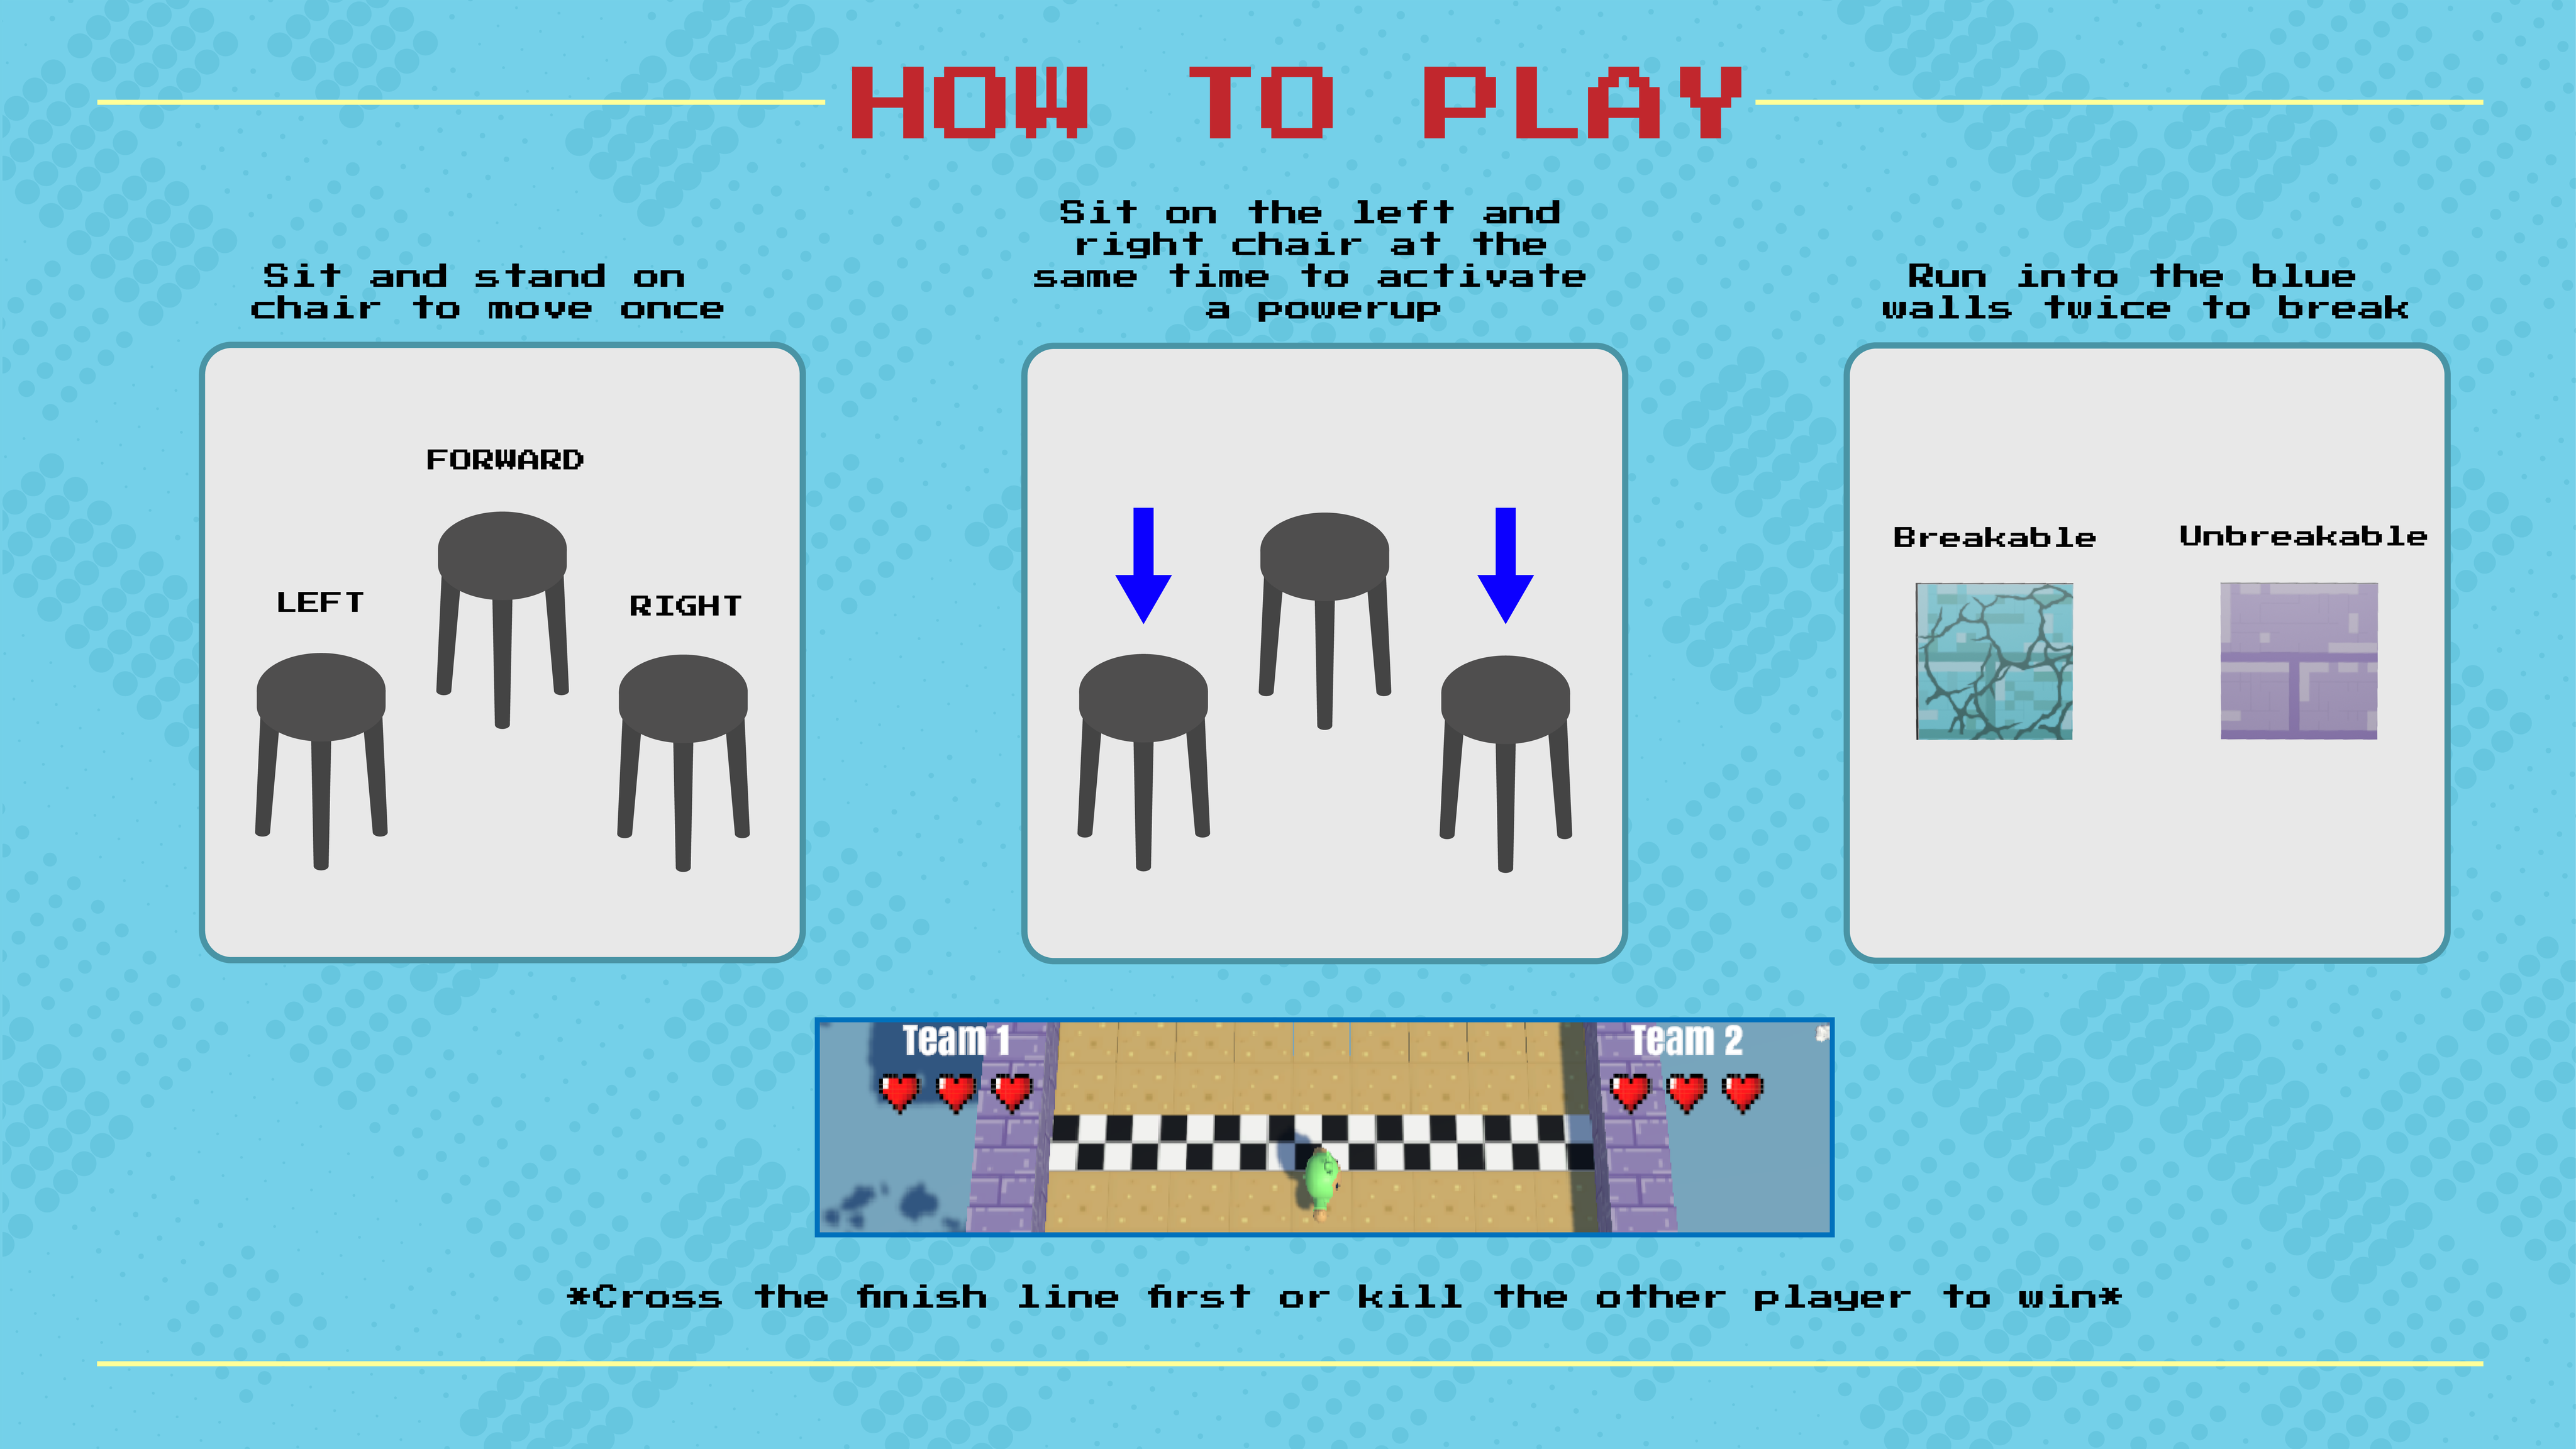 HOW TO PLAY
Sit and stand on
chair to move once
FORWARD
LEFT
RIGHT
Sit on the left and
right chair at the
same time to activate
a powerup
Run into the blue
walls twice to break
Breakable
Unbreakable
Team 1
Team 2
*Cross the finish line first or kill the other player to win*